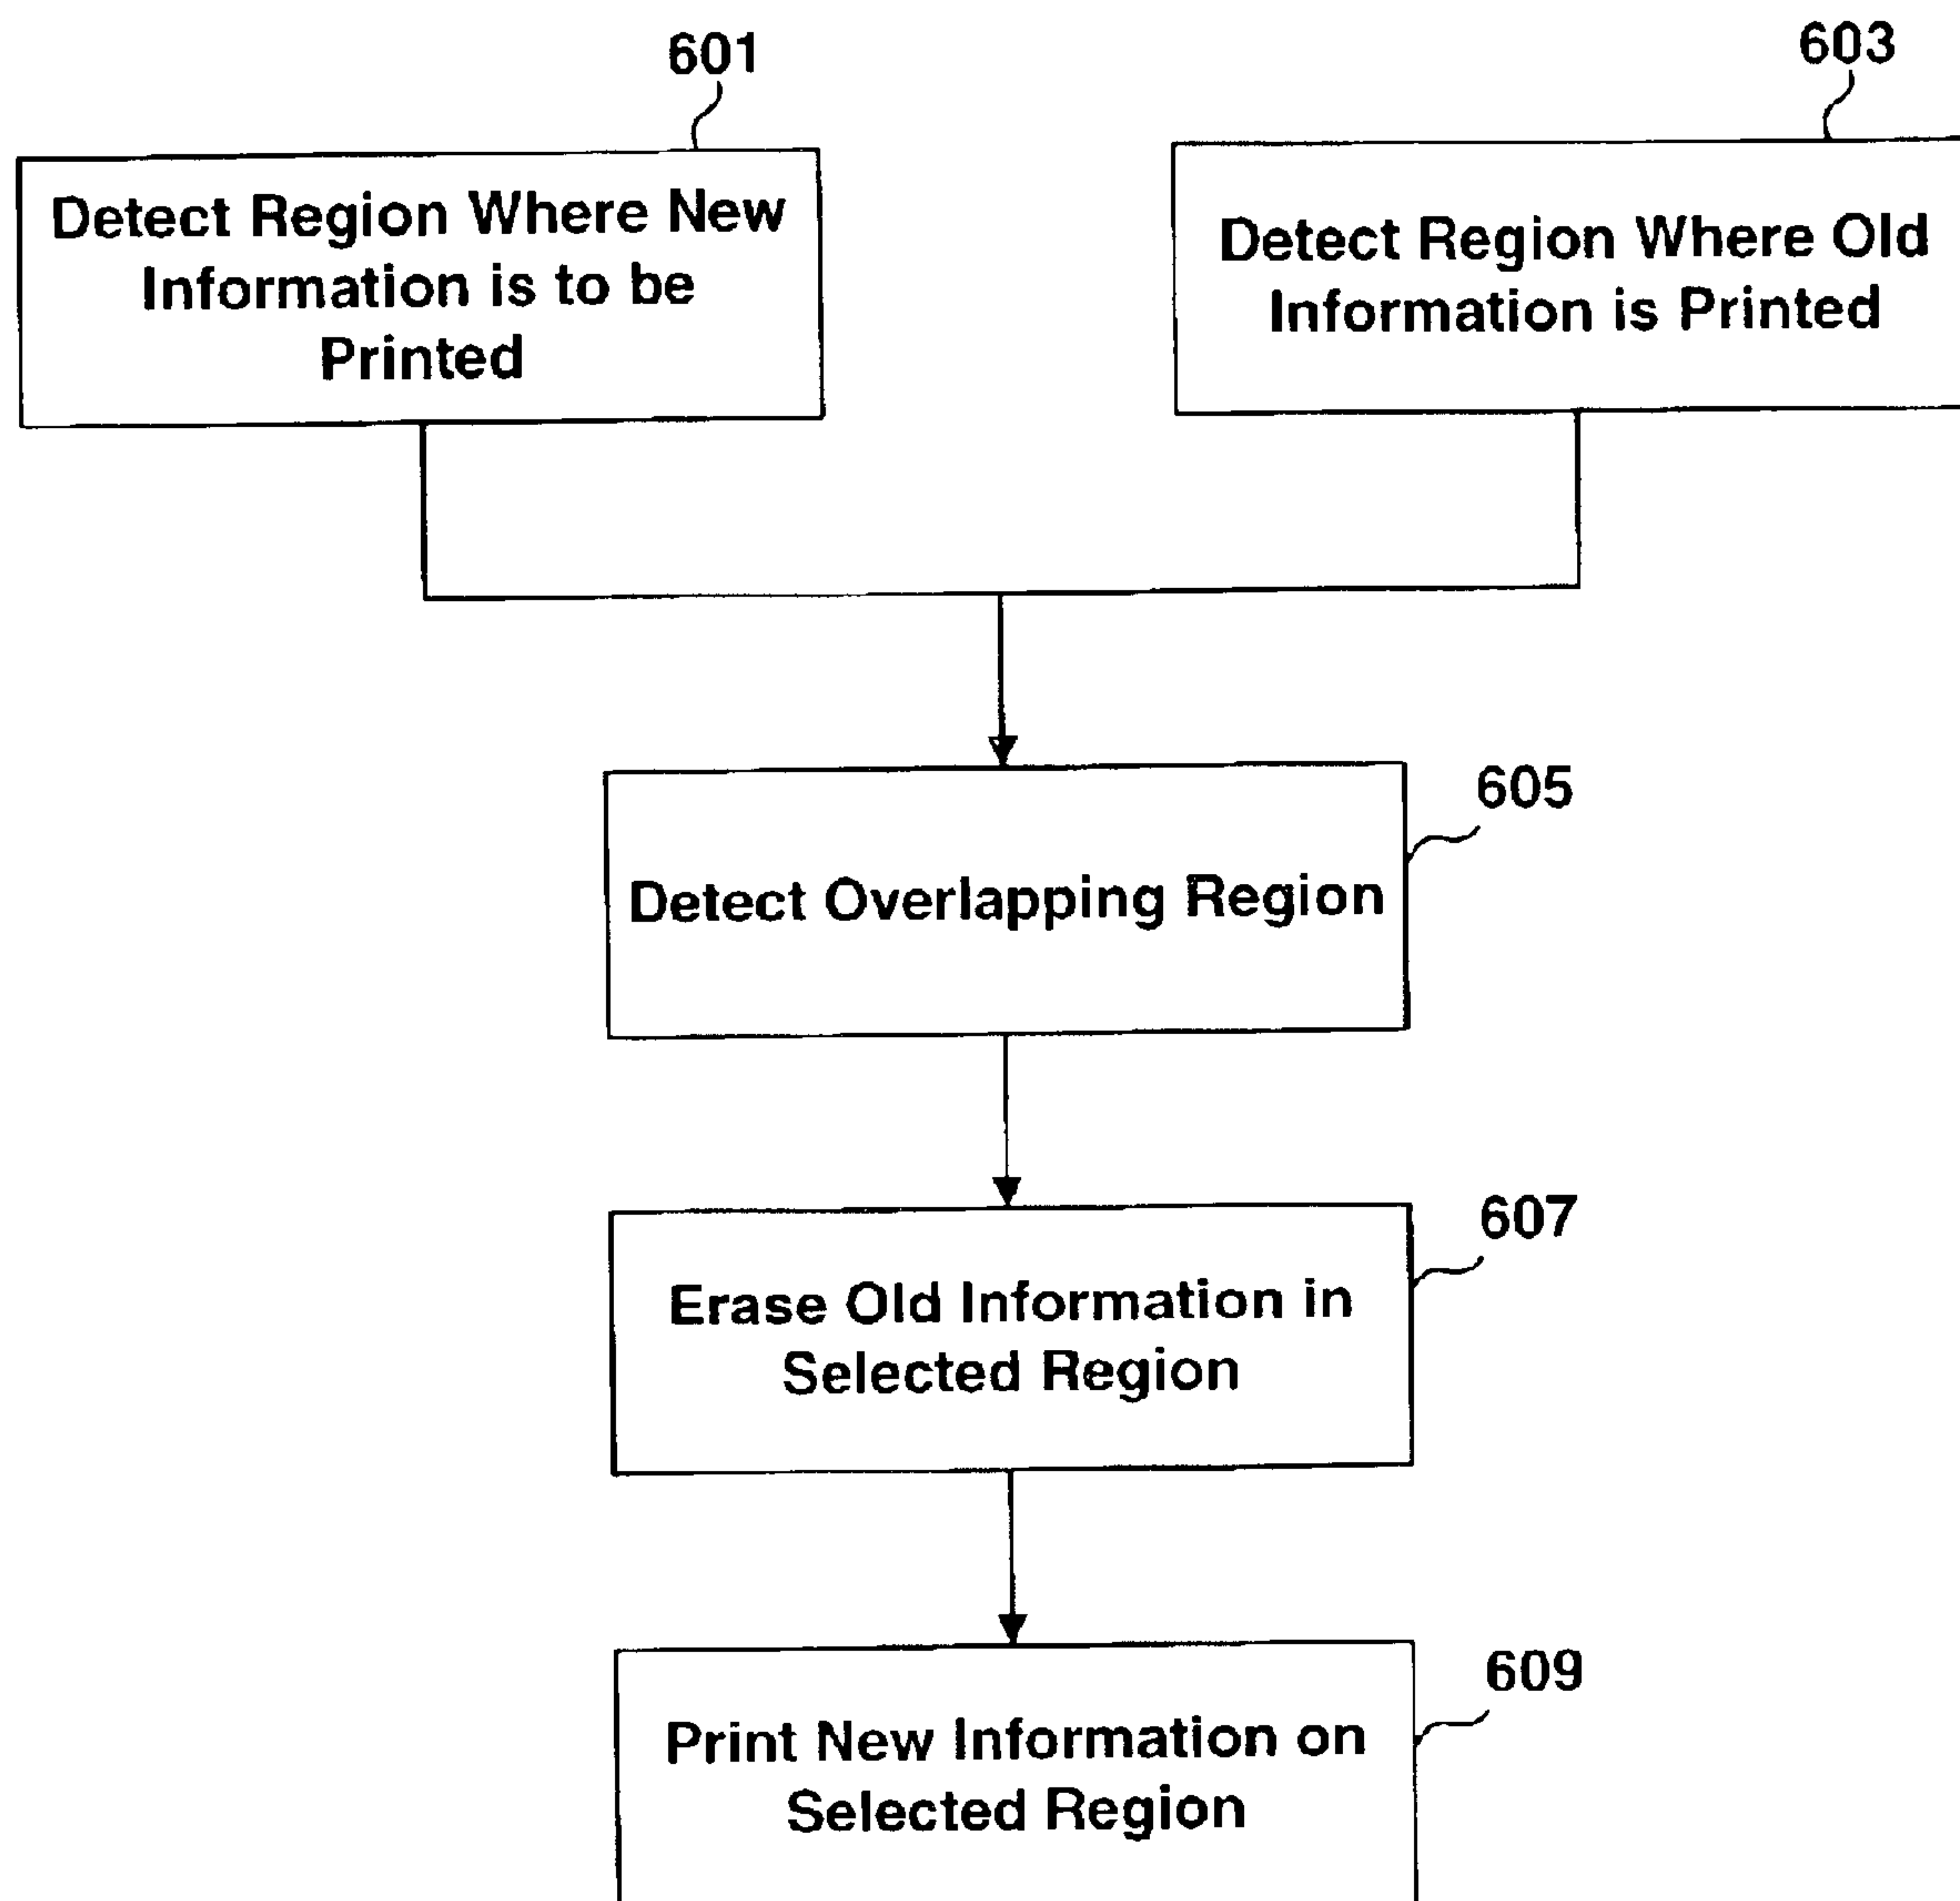 601
Detect Region Where New
Information is to be
Printed
603
Detect Region Where Old
Information is Printed
605
Detect Overlapping Region
607
Erase Old Information in
Selected Region
609
Print New Information on
Selected Region